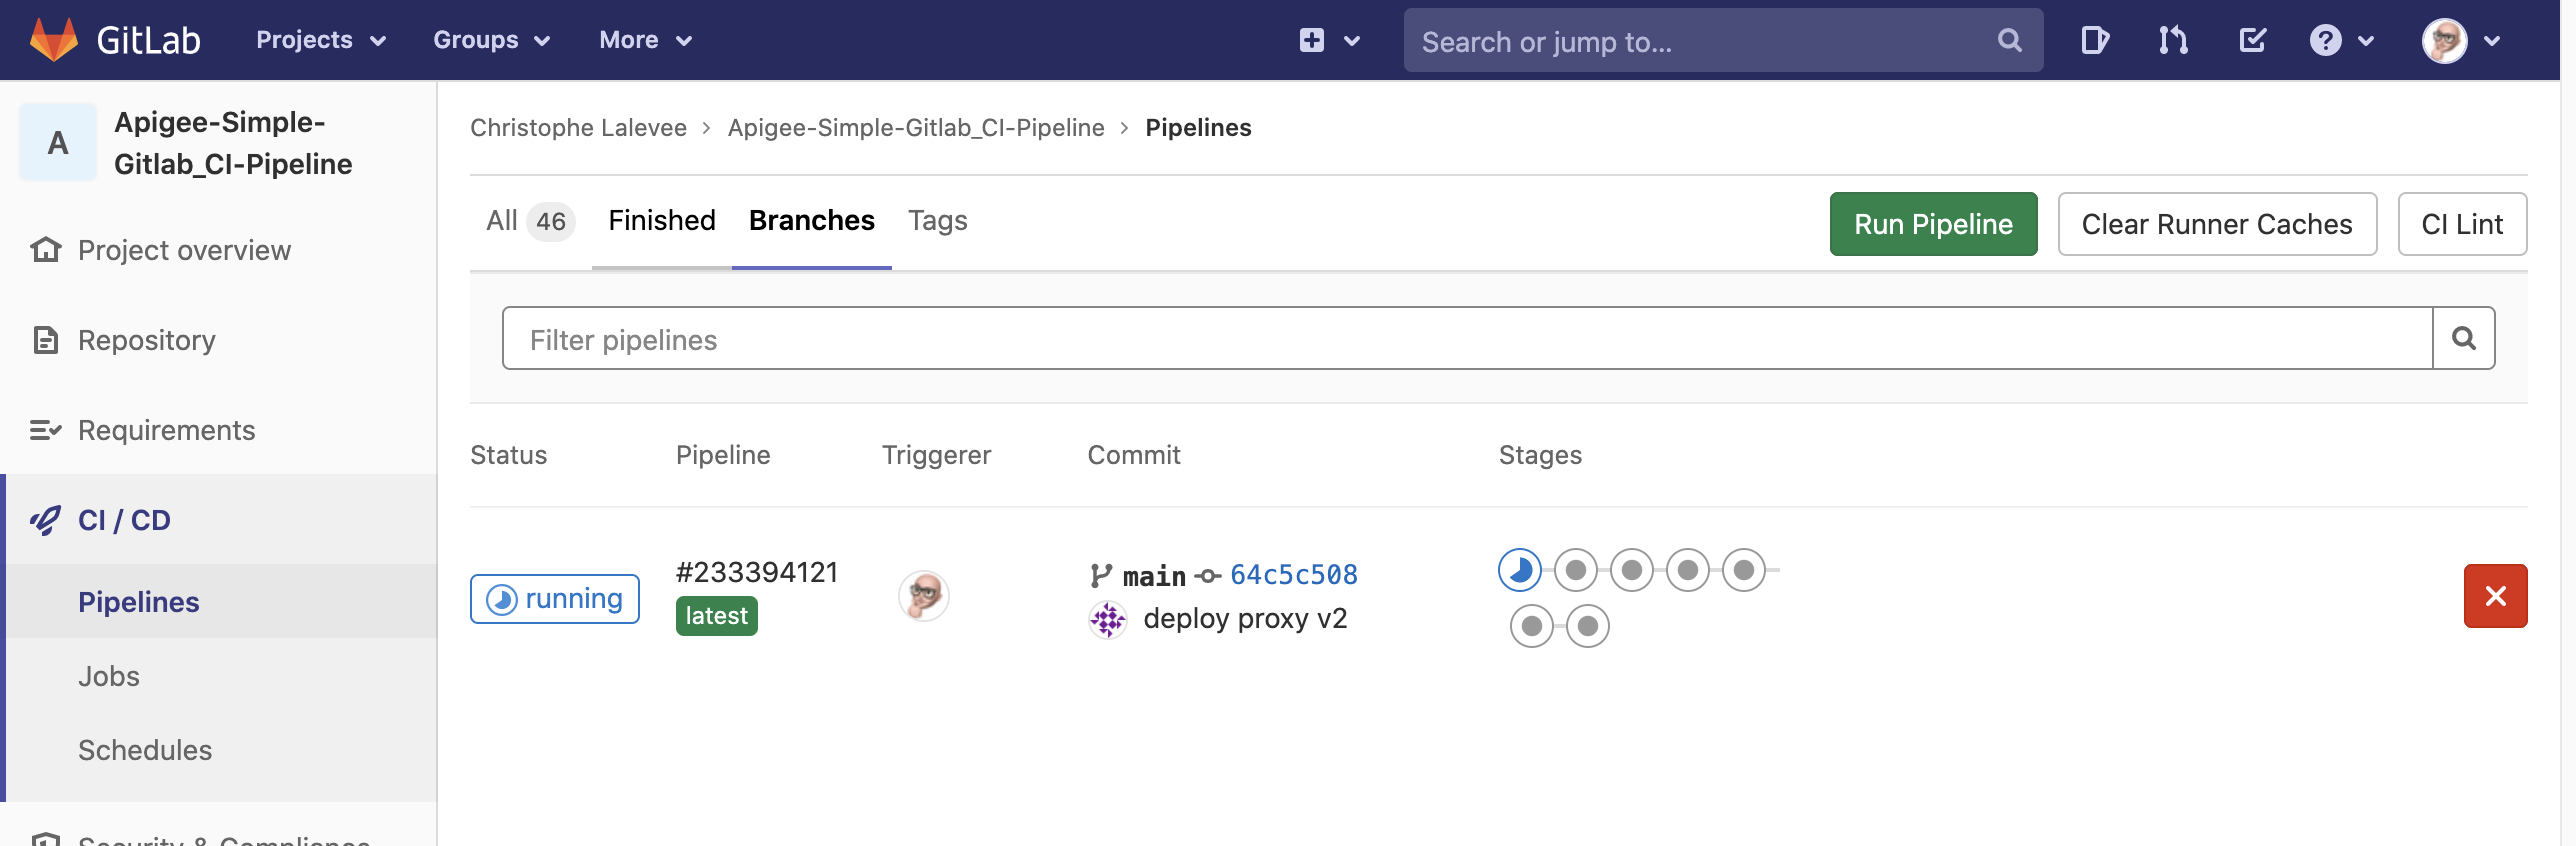 GitLab Projects Groups More Search or jump to...
A
Apigee-Simple-
Gitlab_CI-Pipeline
Project overview
Repository
Requirements
CI / CD
Pipelines
Jobs
Schedules
Security & Compliance
Christophe Lalevee > Apigee-Simple-Gitlab_CI-Pipeline > Pipelines
All 46 Finished Branches Tags
Run Pipeline Clear Runner Caches CI Lint
Filter pipelines
Status Pipeline Triggerer Commit Stages
running
#233394121
latest
main 64c5c508
deploy proxy v2